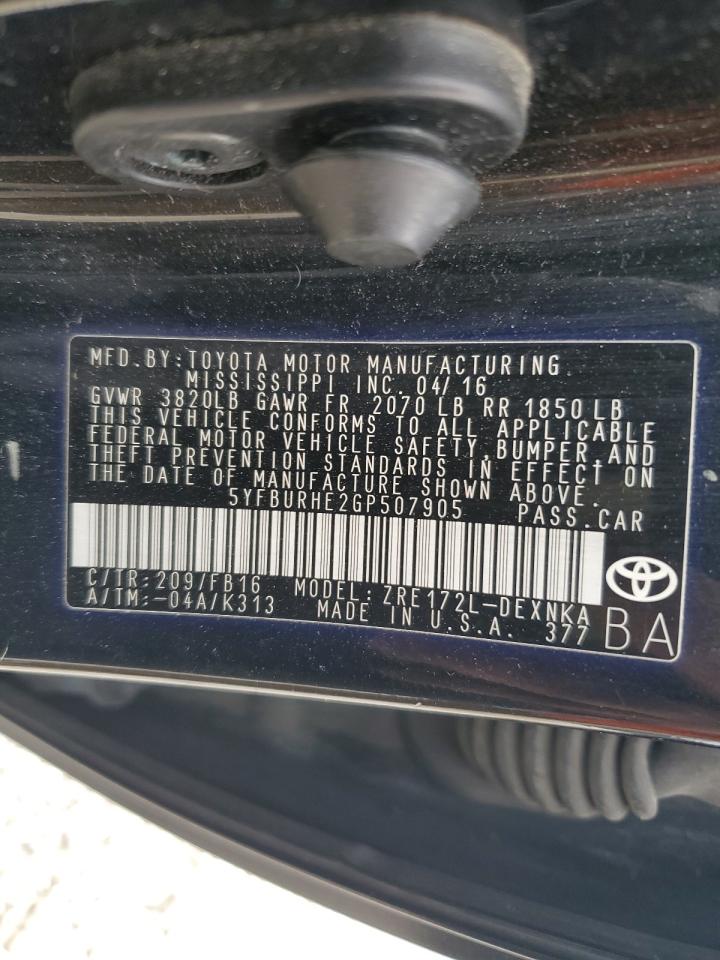 MFD.BY:TOYOTA MOTOR MANUFACTURING
MISSISSIPPI INC. 04/16
GVWR 3820LB GAWR FR 2070 LB RR 1850 LB
THIS VEHICLE CONFORMS TO ALL APPLICABLE
FEDERAL MOTOR VEHICLE SAFETY,BUMPER,AND
THEFT PREVENTION STANDARDS IN EFFECT ON
THE DATE OF MANUFACTURE SHOWN ABOVE.
5YFBURHE2GP507905 PASS.CAR
C/TR:209/FB16 MODEL:ZRE172L-DEXNKA
A/TM:-04A/K313 MADE IN U.S.A. 377
BA